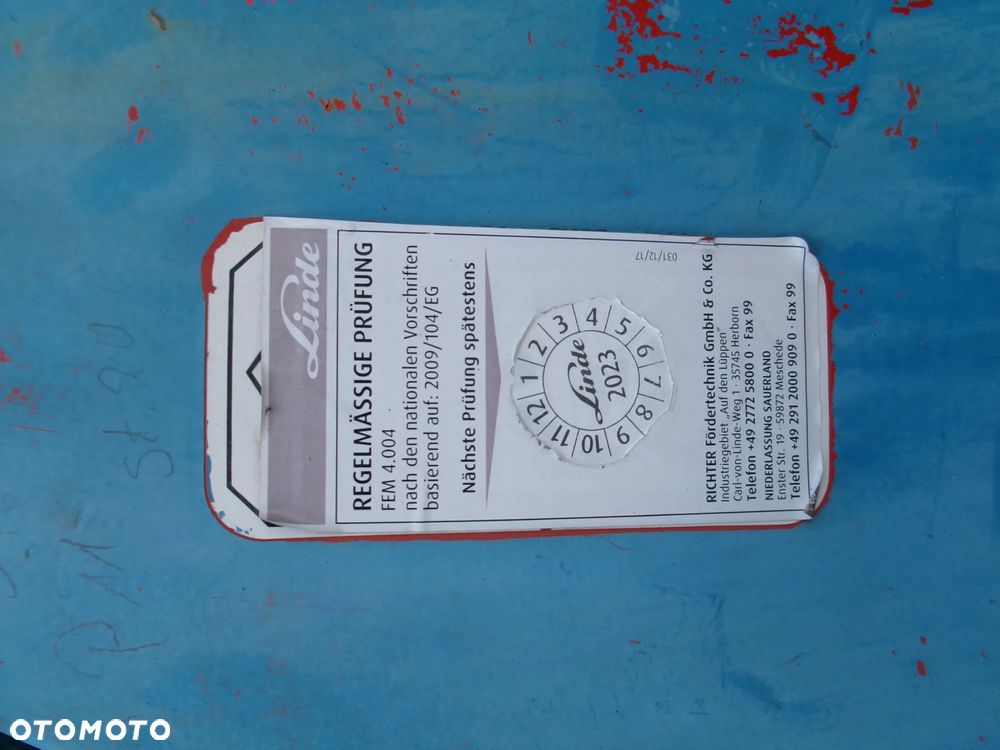 Linde
REGELMÄSSIGE PRÜFUNG
FEM 4.004
nach den nationalen Vorschriften
basierend auf: 2009/104/EG
Nächste Prüfung spätestens
1 2 3 4 5 6 7 8 9 10 11 12
Linde
2023
031/12/17
RICHTER Fördertechnik GmbH & Co. KG
Industriegebiet „Auf den Lüppen"
Carl-von-Linde-Weg 1 · 35745 Herborn
Telefon +49 2772 5800 0 · Fax 99
NIEDERLASSUNG SAUERLAND
Enster Str. 19 · 59872 Meschede
Telefon +49 291 2000 909 0 · Fax 99
OTOMOTO